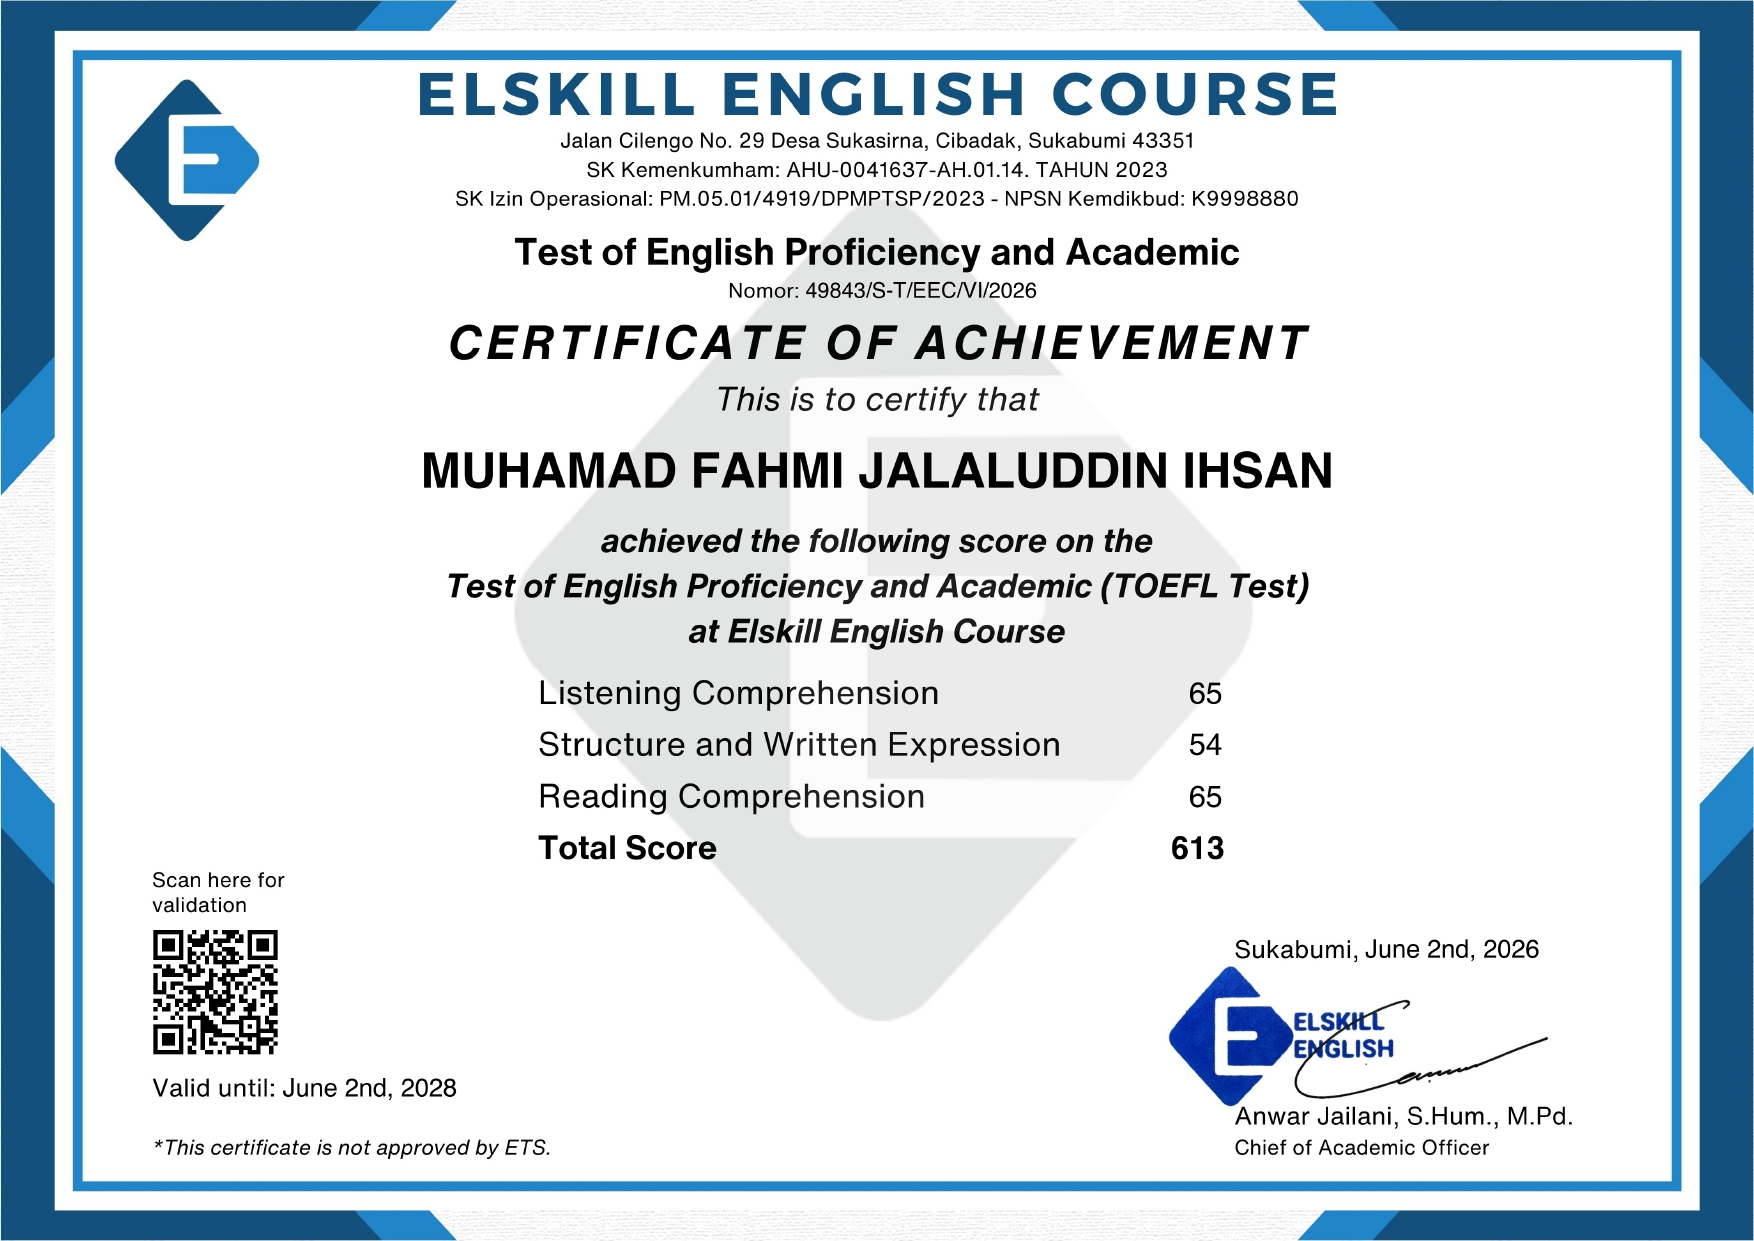 ELSKILL ENGLISH COURSE
Jalan Cilengo No. 29 Desa Sukasirna, Cibadak, Sukabumi 43351
SK Kemenkumham: AHU-0041637-AH.01.14. TAHUN 2023
SK Izin Operasional: PM.05.01/4919/DPMPTSP/2023 - NPSN Kemdikbud: K9998880
Test of English Proficiency and Academic
Nomor: 49843/S-T/EEC/VI/2026
CERTIFICATE OF ACHIEVEMENT
This is to certify that
MUHAMAD FAHMI JALALUDDIN IHSAN
achieved the following score on the
Test of English Proficiency and Academic (TOEFL Test)
at Elskill English Course
Listening Comprehension 65
Structure and Written Expression 54
Reading Comprehension 65
Total Score 613
Scan here for
validation
Valid until: June 2nd, 2028
*This certificate is not approved by ETS.
Sukabumi, June 2nd, 2026
ELSKILL
ENGLISH
Anwar Jailani, S.Hum., M.Pd.
Chief of Academic Officer